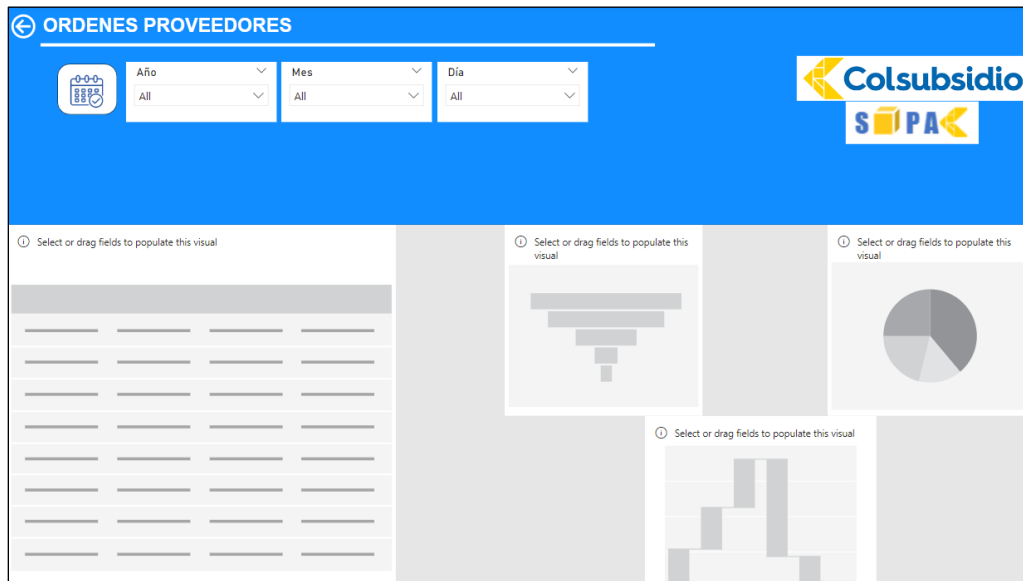 ORDENES PROVEEDORES
Año
Mes
Día
All
All
All
Colsubsidio
S PA
Select or drag fields to populate this visual
Select or drag fields to populate this
visual
Select or drag fields to populate this
visual
Select or drag fields to populate this visual